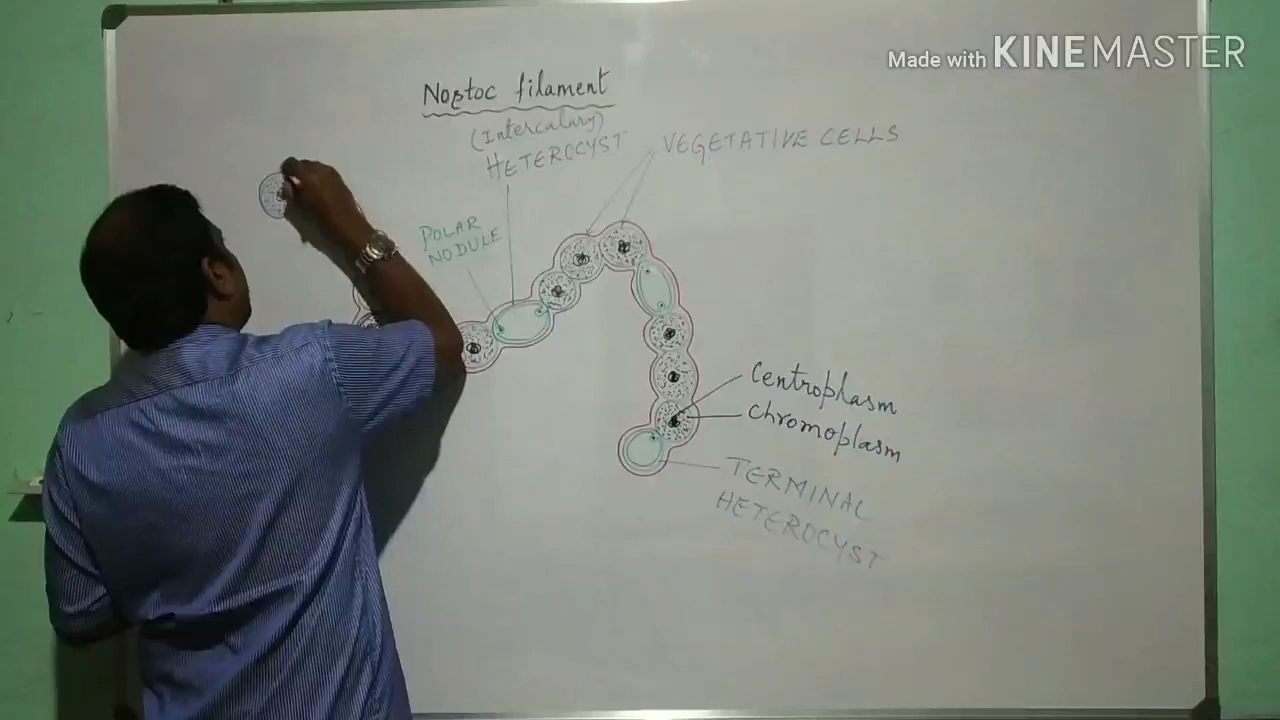 Made with KINEMASTER
Nostoc filament
(Intercalary)
HETEROCYST
VEGETATIVE CELLS
POLAR
NODULE
Centroplasm
Chromoplasm
TERMINAL
HETEROCYST